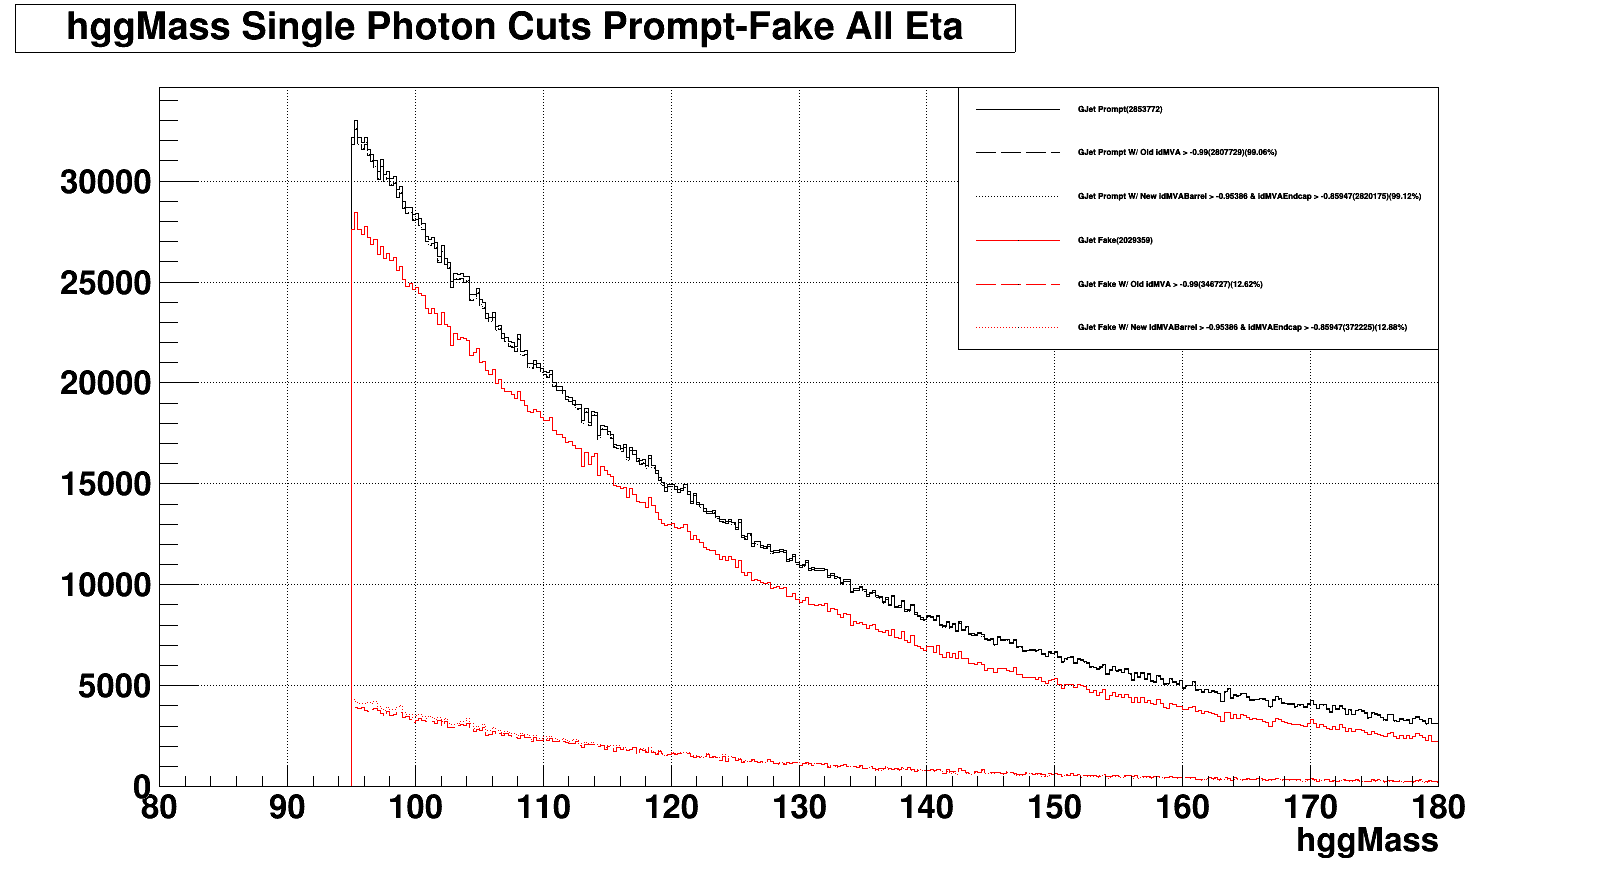 hggMass Single Photon Cuts Prompt-Fake All Eta
GJet Prompt(2853772)
GJet Prompt W/ Old idMVA > -0.99(2807729)(99.06%)
GJet Prompt W/ New idMVABarrel > -0.95386 & idMVAEndcap > -0.85947(2820175)(99.12%)
GJet Fake(2029359)
GJet Fake W/ Old idMVA > -0.99(346727)(12.62%)
GJet Fake W/ New idMVABarrel > -0.95386 & idMVAEndcap > -0.85947(372225)(12.88%)
30000
25000
20000
15000
10000
5000
0
80 90 100 110 120 130 140 150 160 170 180
hggMass